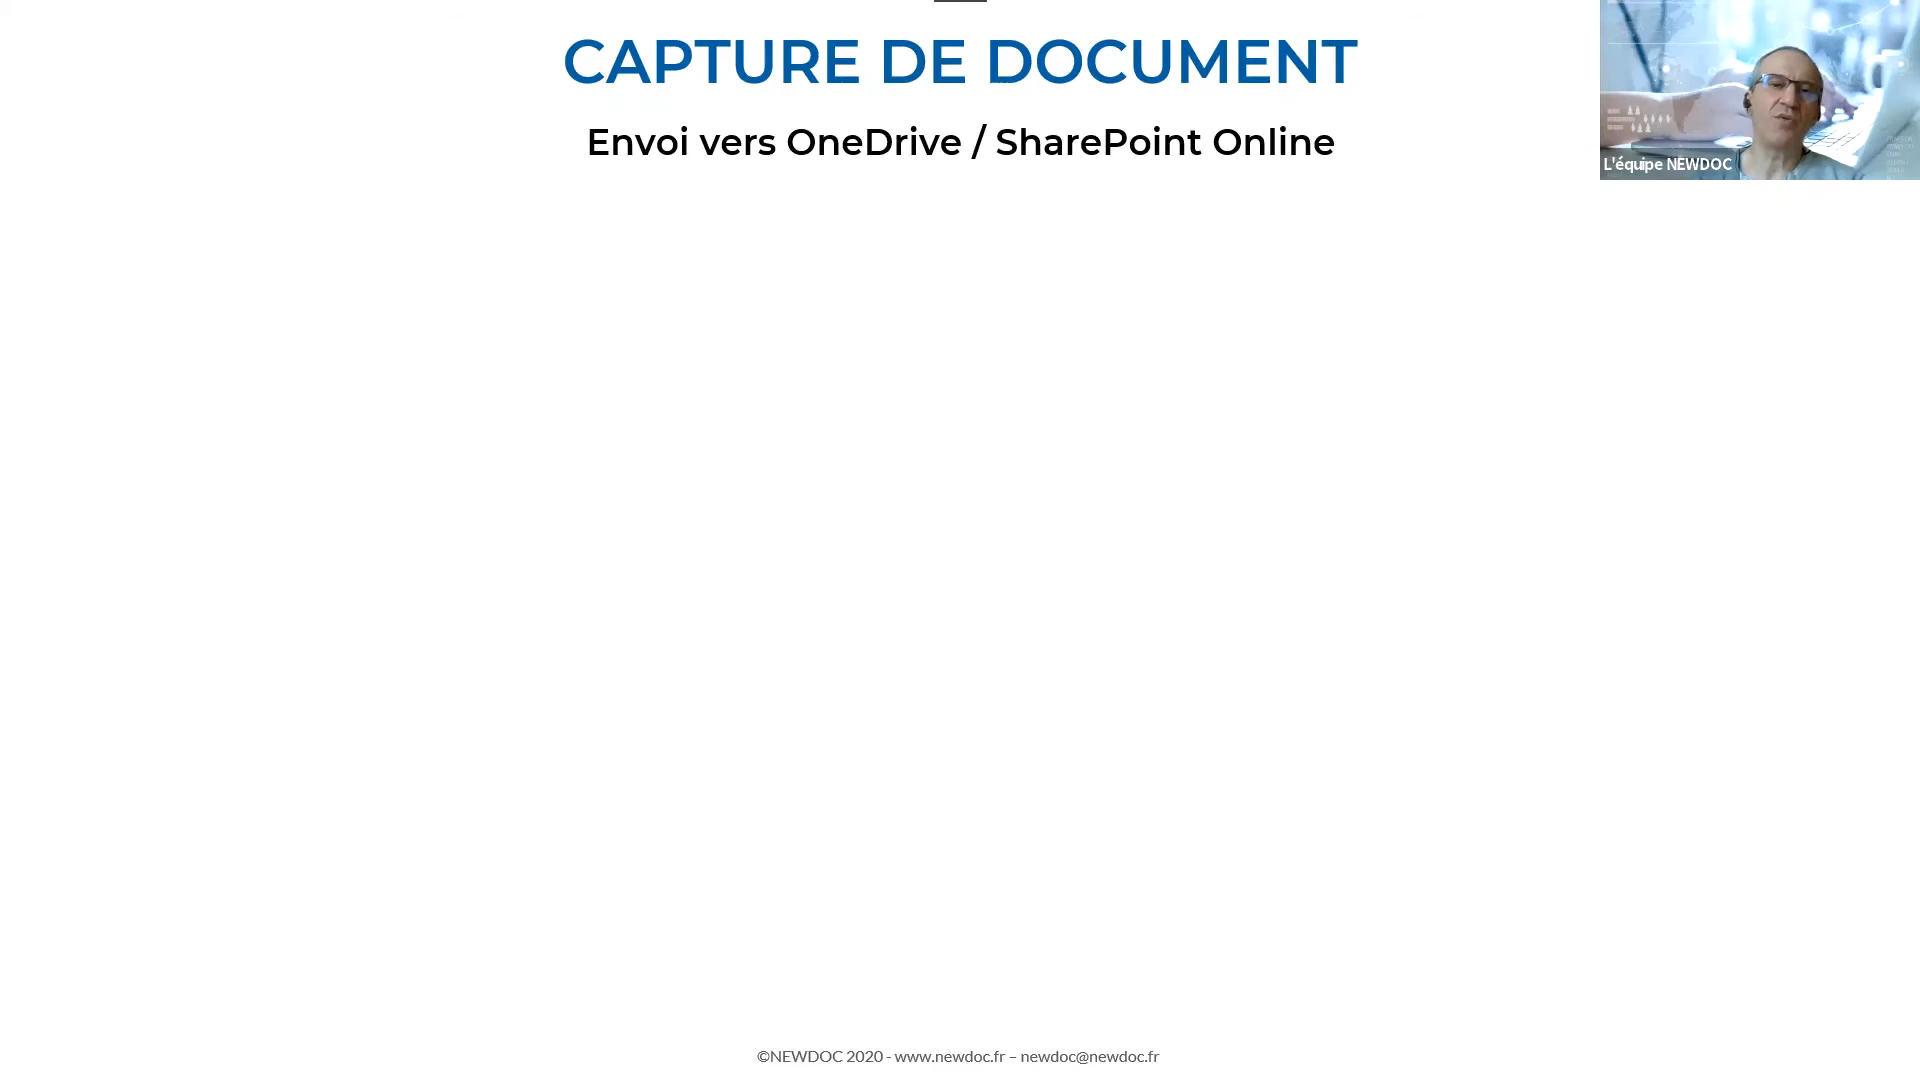 CAPTURE DE DOCUMENT
Envoi vers OneDrive / SharePoint Online
L'équipe NEWDOC
©NEWDOC 2020 - www.newdoc.fr – newdoc@newdoc.fr